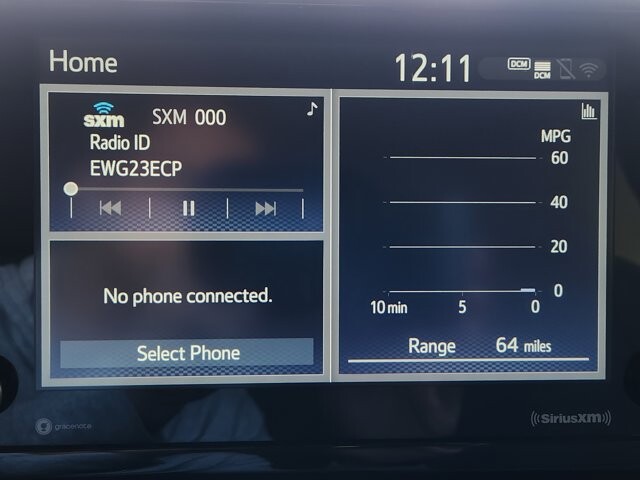 Home
12:11
DCM
DCM
sxm
SXM 000
Radio ID
EWG23ECP
No phone connected.
Select Phone
MPG
60
40
20
0
10 min 5 0
Range 64 miles
gracenote
SiriusXM